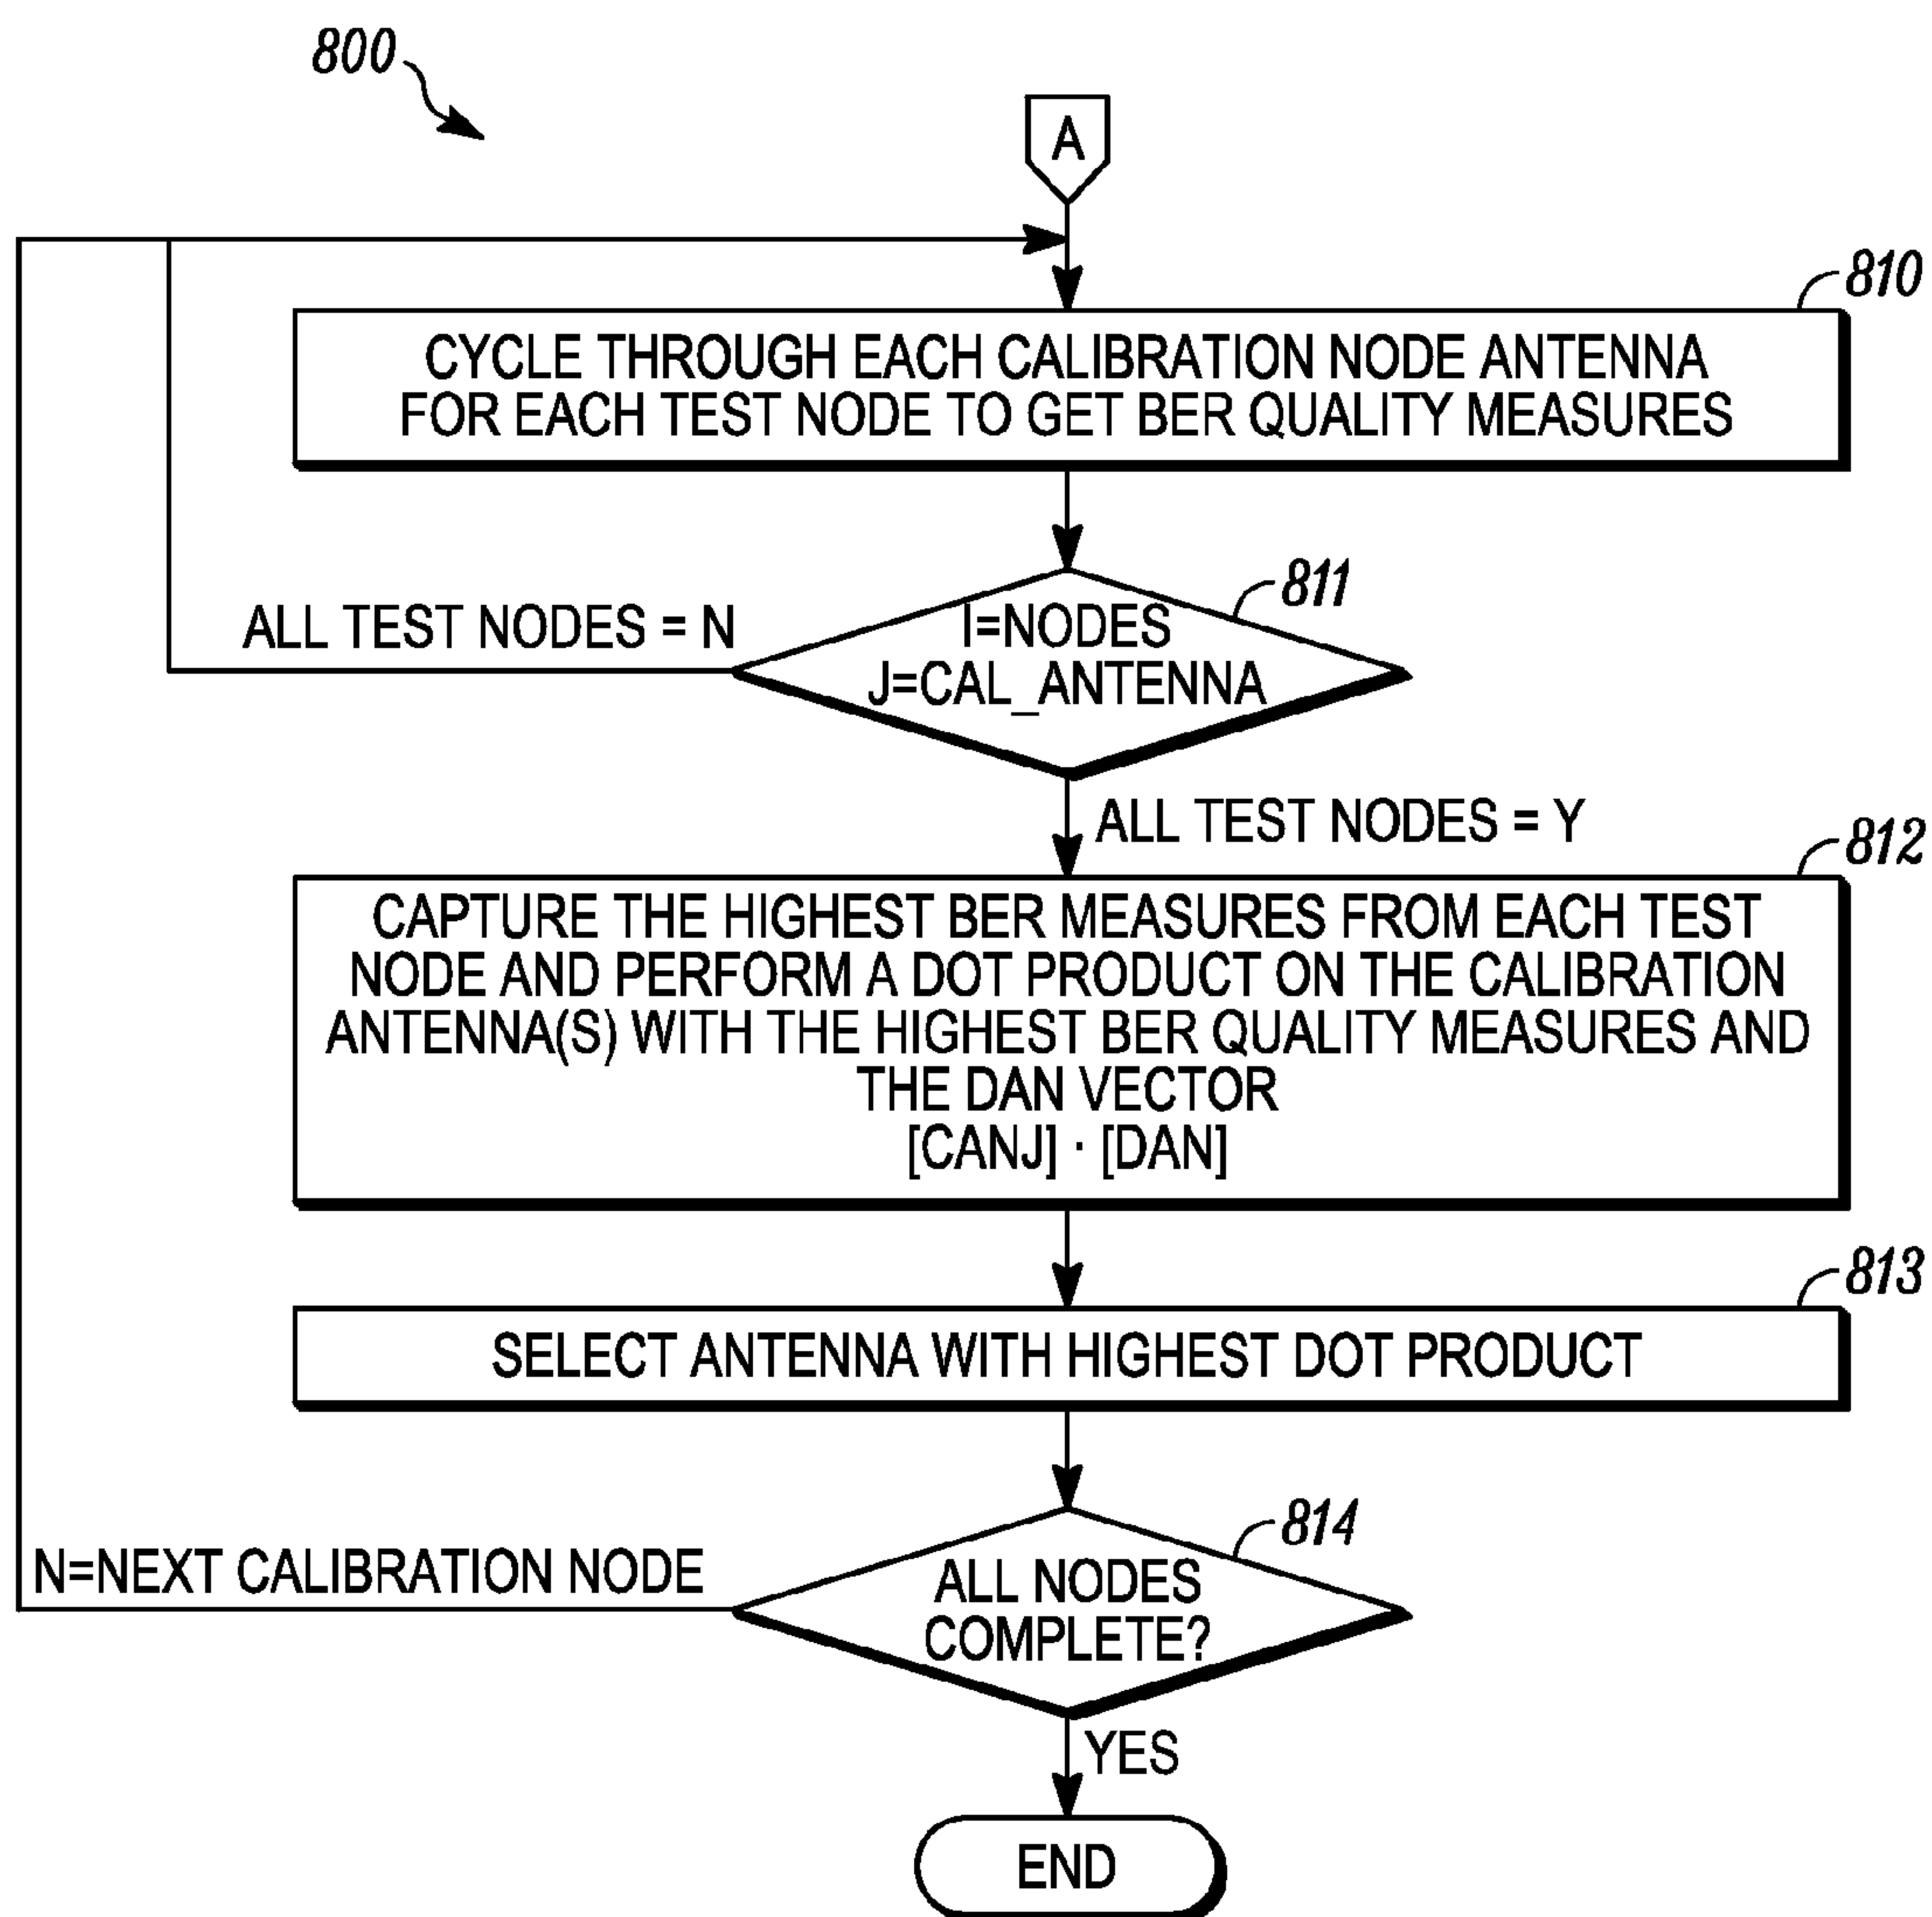 800
A
810
CYCLE THROUGH EACH CALIBRATION NODE ANTENNA
FOR EACH TEST NODE TO GET BER QUALITY MEASURES
811
I=NODES
J=CAL_ANTENNA
ALL TEST NODES = N
ALL TEST NODES = Y
812
CAPTURE THE HIGHEST BER MEASURES FROM EACH TEST
NODE AND PERFORM A DOT PRODUCT ON THE CALIBRATION
ANTENNA(S) WITH THE HIGHEST BER QUALITY MEASURES AND
THE DAN VECTOR
[CANJ] · [DAN]
813
SELECT ANTENNA WITH HIGHEST DOT PRODUCT
814
N=NEXT CALIBRATION NODE
ALL NODES
COMPLETE?
YES
END